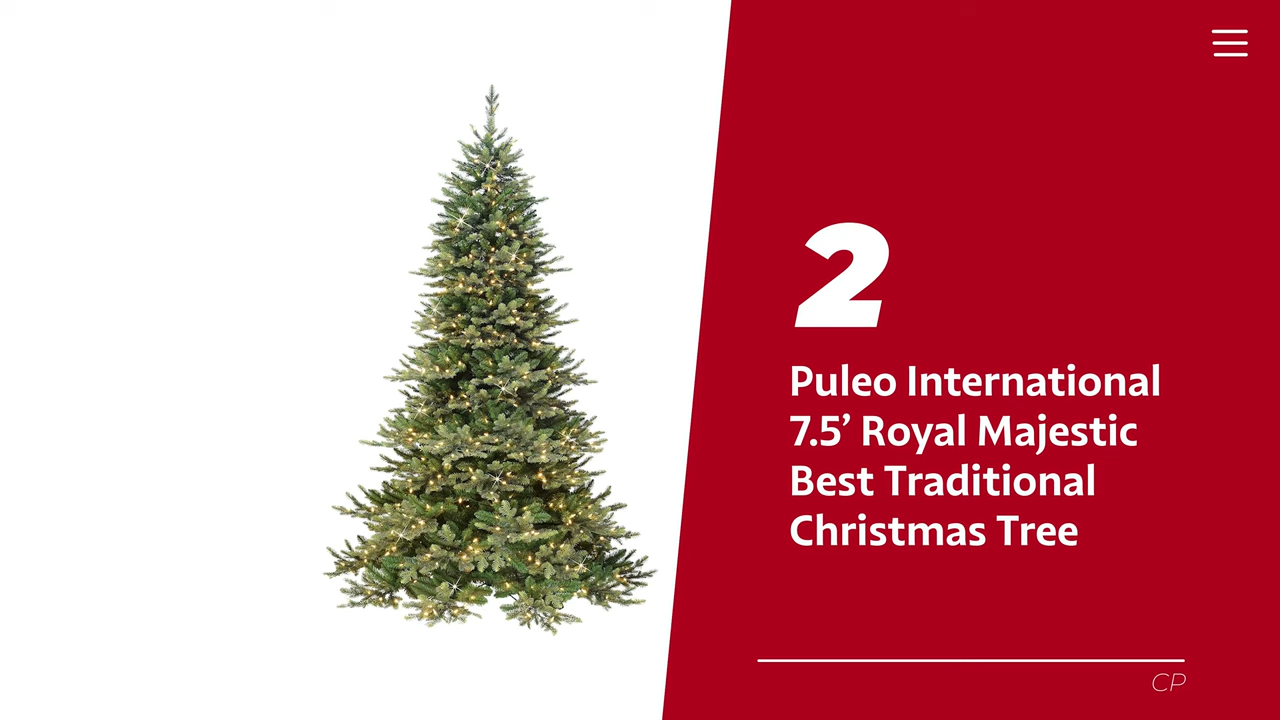 2
Puleo International
7.5’ Royal Majestic
Best Traditional
Christmas Tree
CP